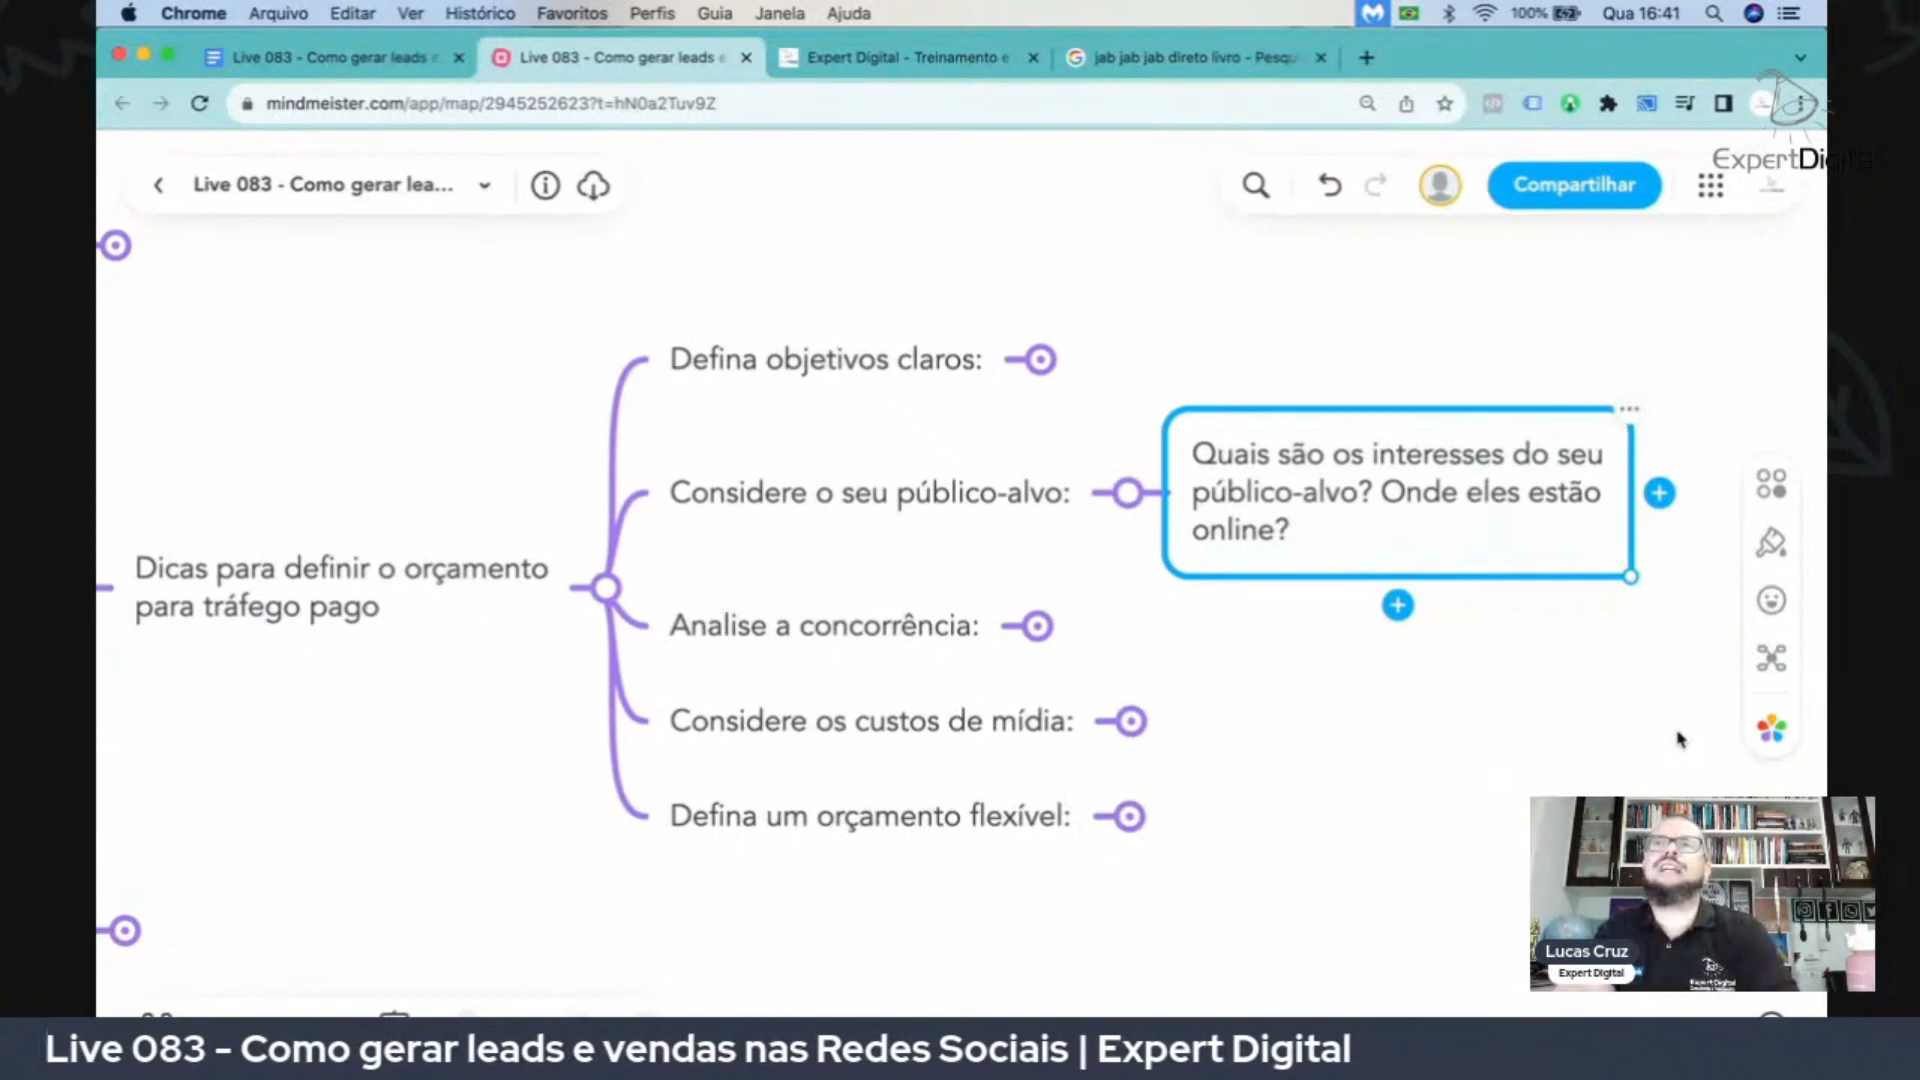 Chrome Arquivo Editar Ver Histórico Favoritos Perfis Guia Janela Ajuda 100% Qua 16:41
Live 083 - Como gerar leads e Live 083 - Como gerar leads e Expert Digital - Treinamento e jab jab jab direto livro - Pesqu
mindmeister.com/app/map/2945252623?t=hN0a2Tuv9Z
ExpertDigital
Live 083 - Como gerar lea... Compartilhar
Defina objetivos claros:
Considere o seu público-alvo:
Quais são os interesses do seu
público-alvo? Onde eles estão
online?
Dicas para definir o orçamento
para tráfego pago
Analise a concorrência:
Considere os custos de mídia:
Defina um orçamento flexível:
Lucas Cruz
Expert Digital
Expert Digital
Live 083 - Como gerar leads e vendas nas Redes Sociais | Expert Digital